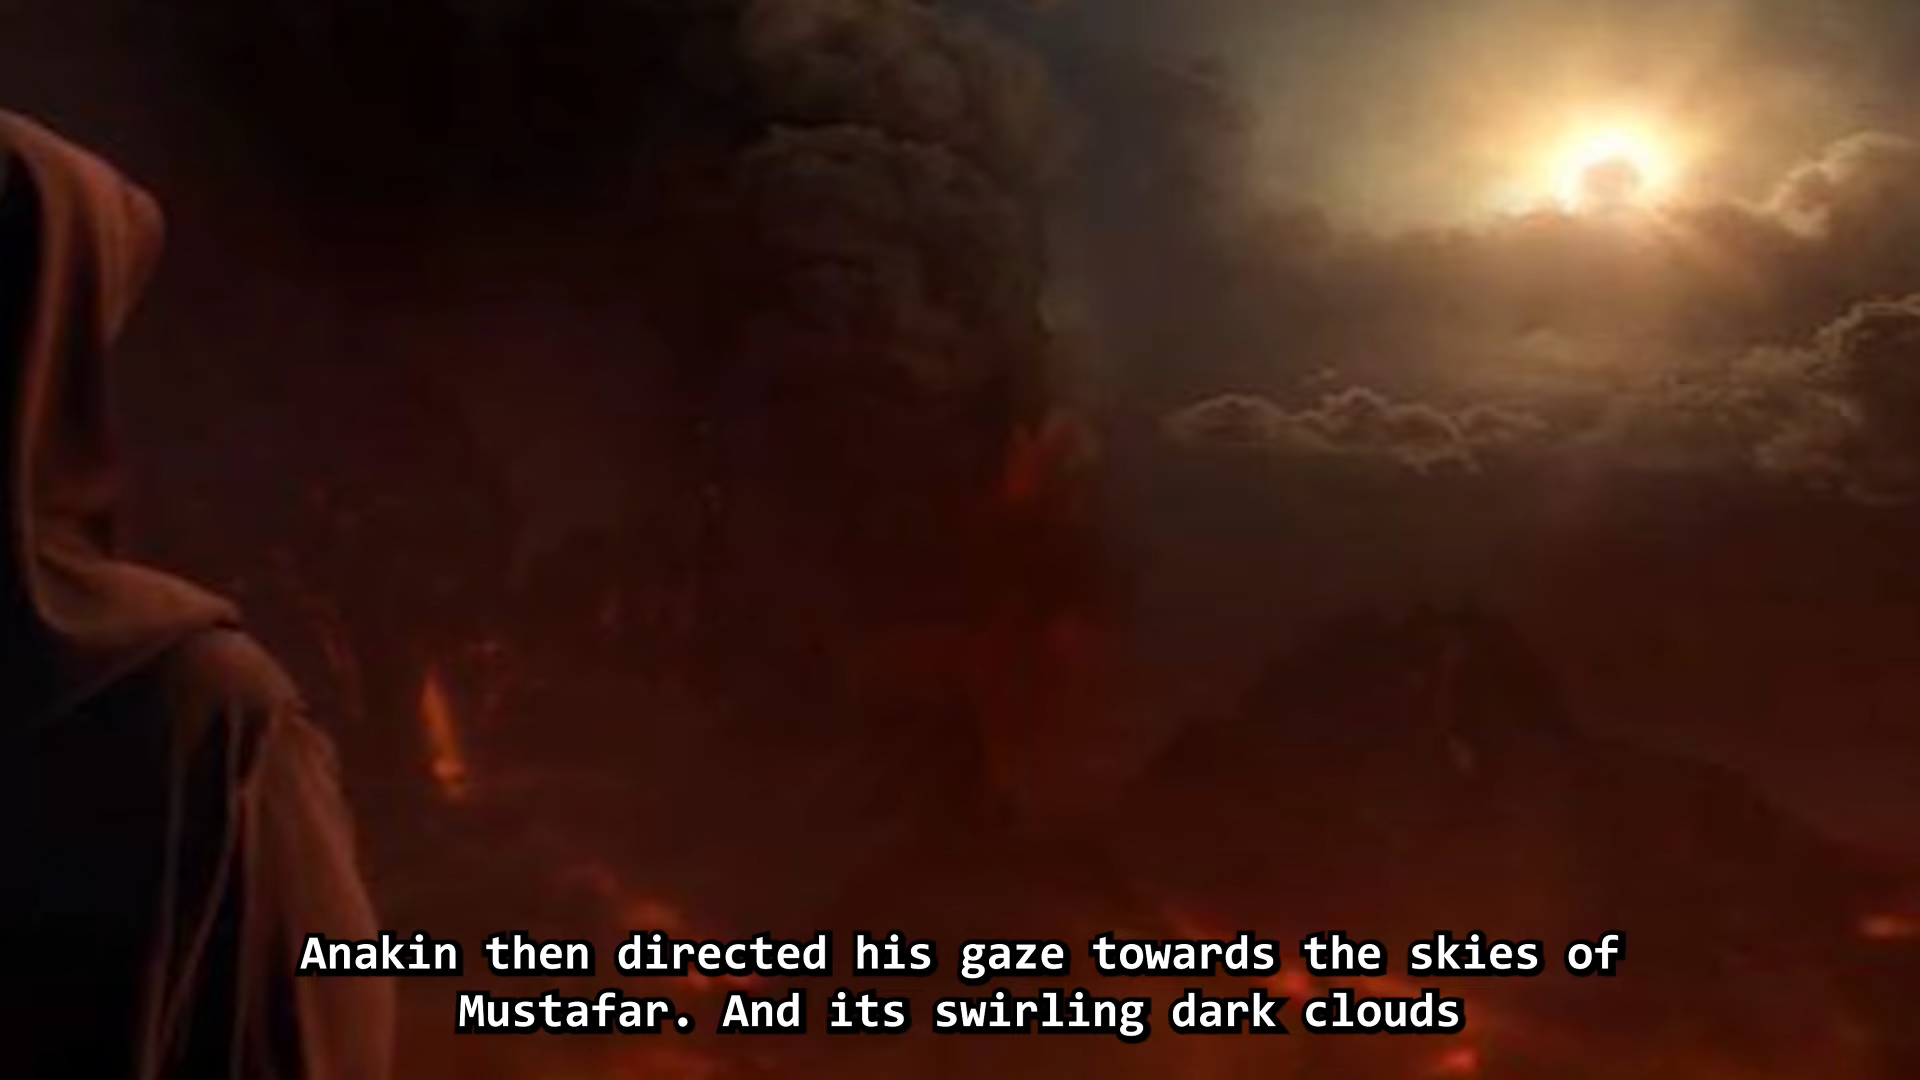 Anakin then directed his gaze towards the skies of
Mustafar. And its swirling dark clouds